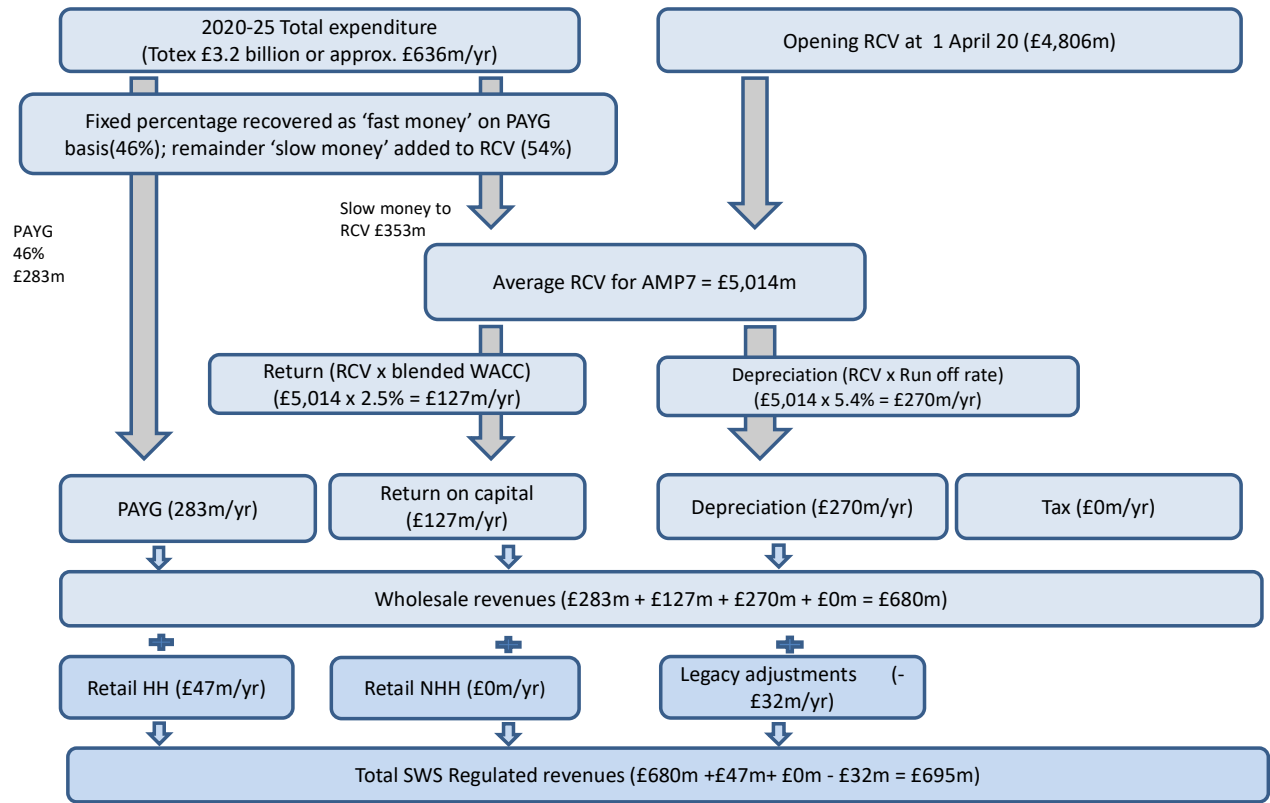 2020-25 Total expenditure
(Totex £3.2 billion or approx. £636m/yr)
Opening RCV at 1 April 20 (£4,806m)
Fixed percentage recovered as ‘fast money’ on PAYG
basis(46%); remainder ‘slow money’ added to RCV (54%)
PAYG
46%
£283m
Slow money to
RCV £353m
Average RCV for AMP7 = £5,014m
Return (RCV x blended WACC)
(£5,014 x 2.5% = £127m/yr)
Depreciation (RCV x Run off rate)
(£5,014 x 5.4% = £270m/yr)
PAYG (283m/yr)
Return on capital
(£127m/yr)
Depreciation (£270m/yr)
Tax (£0m/yr)
Wholesale revenues (£283m + £127m + £270m + £0m = £680m)
Retail HH (£47m/yr)
Retail NHH (£0m/yr)
Legacy adjustments (-
£32m/yr)
Total SWS Regulated revenues (£680m +£47m+ £0m - £32m = £695m)